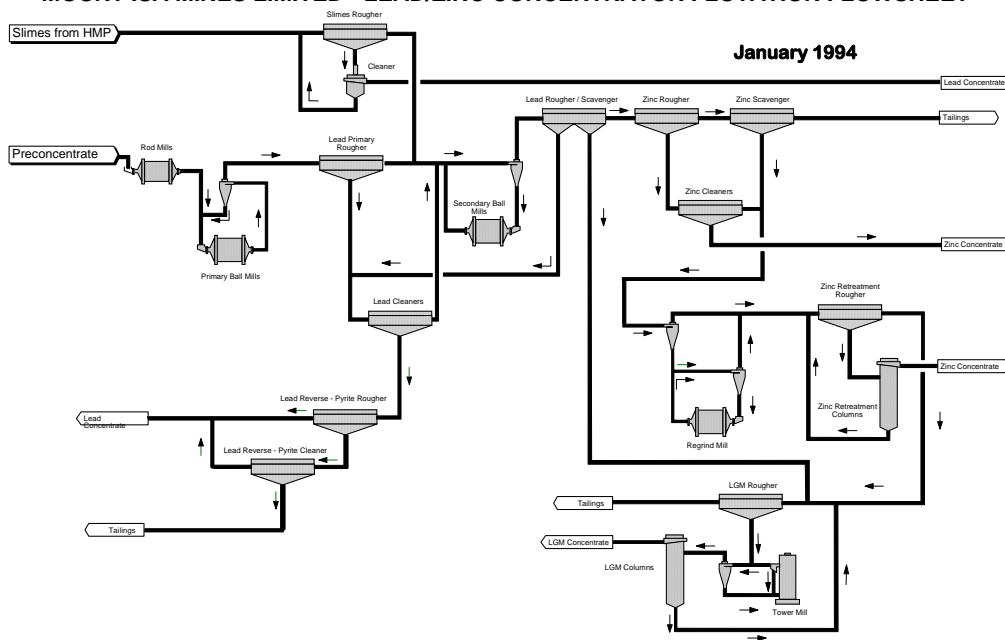 MOUNT ISA MINES LIMITED - LEAD/ZINC CONCENTRATOR FLOTATION FLOWSHEET
January 1994
Slimes from HMP
Slimes Rougher
Cleaner
Lead Concentrate
Lead Rougher / Scavenger
Zinc Rougher
Zinc Scavenger
Tailings
Preconcentrate
Rod Mills
Lead Primary
Rougher
Secondary Ball
Mills
Zinc Cleaners
Primary Ball Mills
Zinc Concentrate
Lead Cleaners
Zinc Retreatment
Rougher
Zinc Concentrate
Zinc Retreatment
Columns
Regrind Mill
Lead Reverse - Pyrite Rougher
Lead
Concentrate
Lead Reverse - Pyrite Cleaner
Tailings
LGM Rougher
Tailings
LGM Concentrate
LGM Columns
Tower Mill